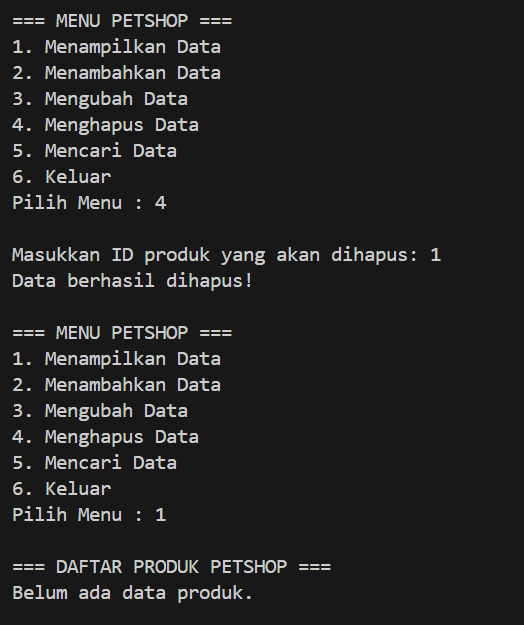 === MENU PETSHOP ===
1. Menampilkan Data
2. Menambahkan Data
3. Mengubah Data
4. Menghapus Data
5. Mencari Data
6. Keluar
Pilih Menu : 4
Masukkan ID produk yang akan dihapus: 1
Data berhasil dihapus!
=== MENU PETSHOP ===
1. Menampilkan Data
2. Menambahkan Data
3. Mengubah Data
4. Menghapus Data
5. Mencari Data
6. Keluar
Pilih Menu : 1
=== DAFTAR PRODUK PETSHOP ===
Belum ada data produk.